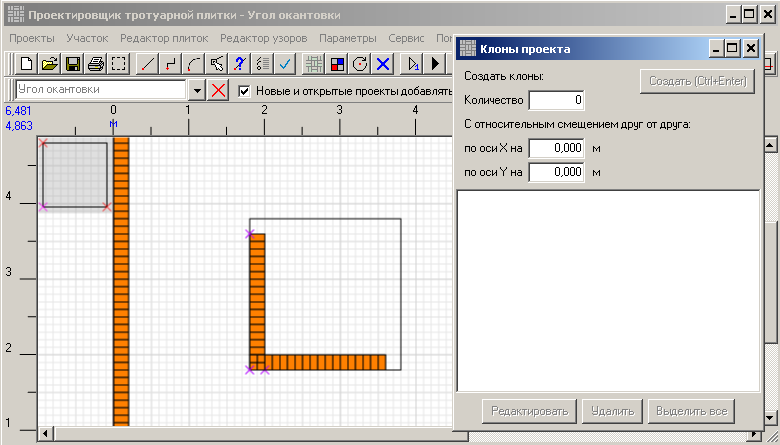 Проектировщик тротуарной плитки - Угол окантовки
Проекты Участок Редактор плиток Редактор узоров Параметры Сервис
Угол окантовки
Новые и открытые проекты добавлять
6,481
4,863
0 1 2 3 4
м
4
3
2
1
Клоны проекта
Создать клоны:
Создать (Ctrl+Enter)
Количество 0
С относительным смещением друг от друга:
по оси X на 0,000 м
по оси Y на 0,000 м
Редактировать Удалить Выделить все